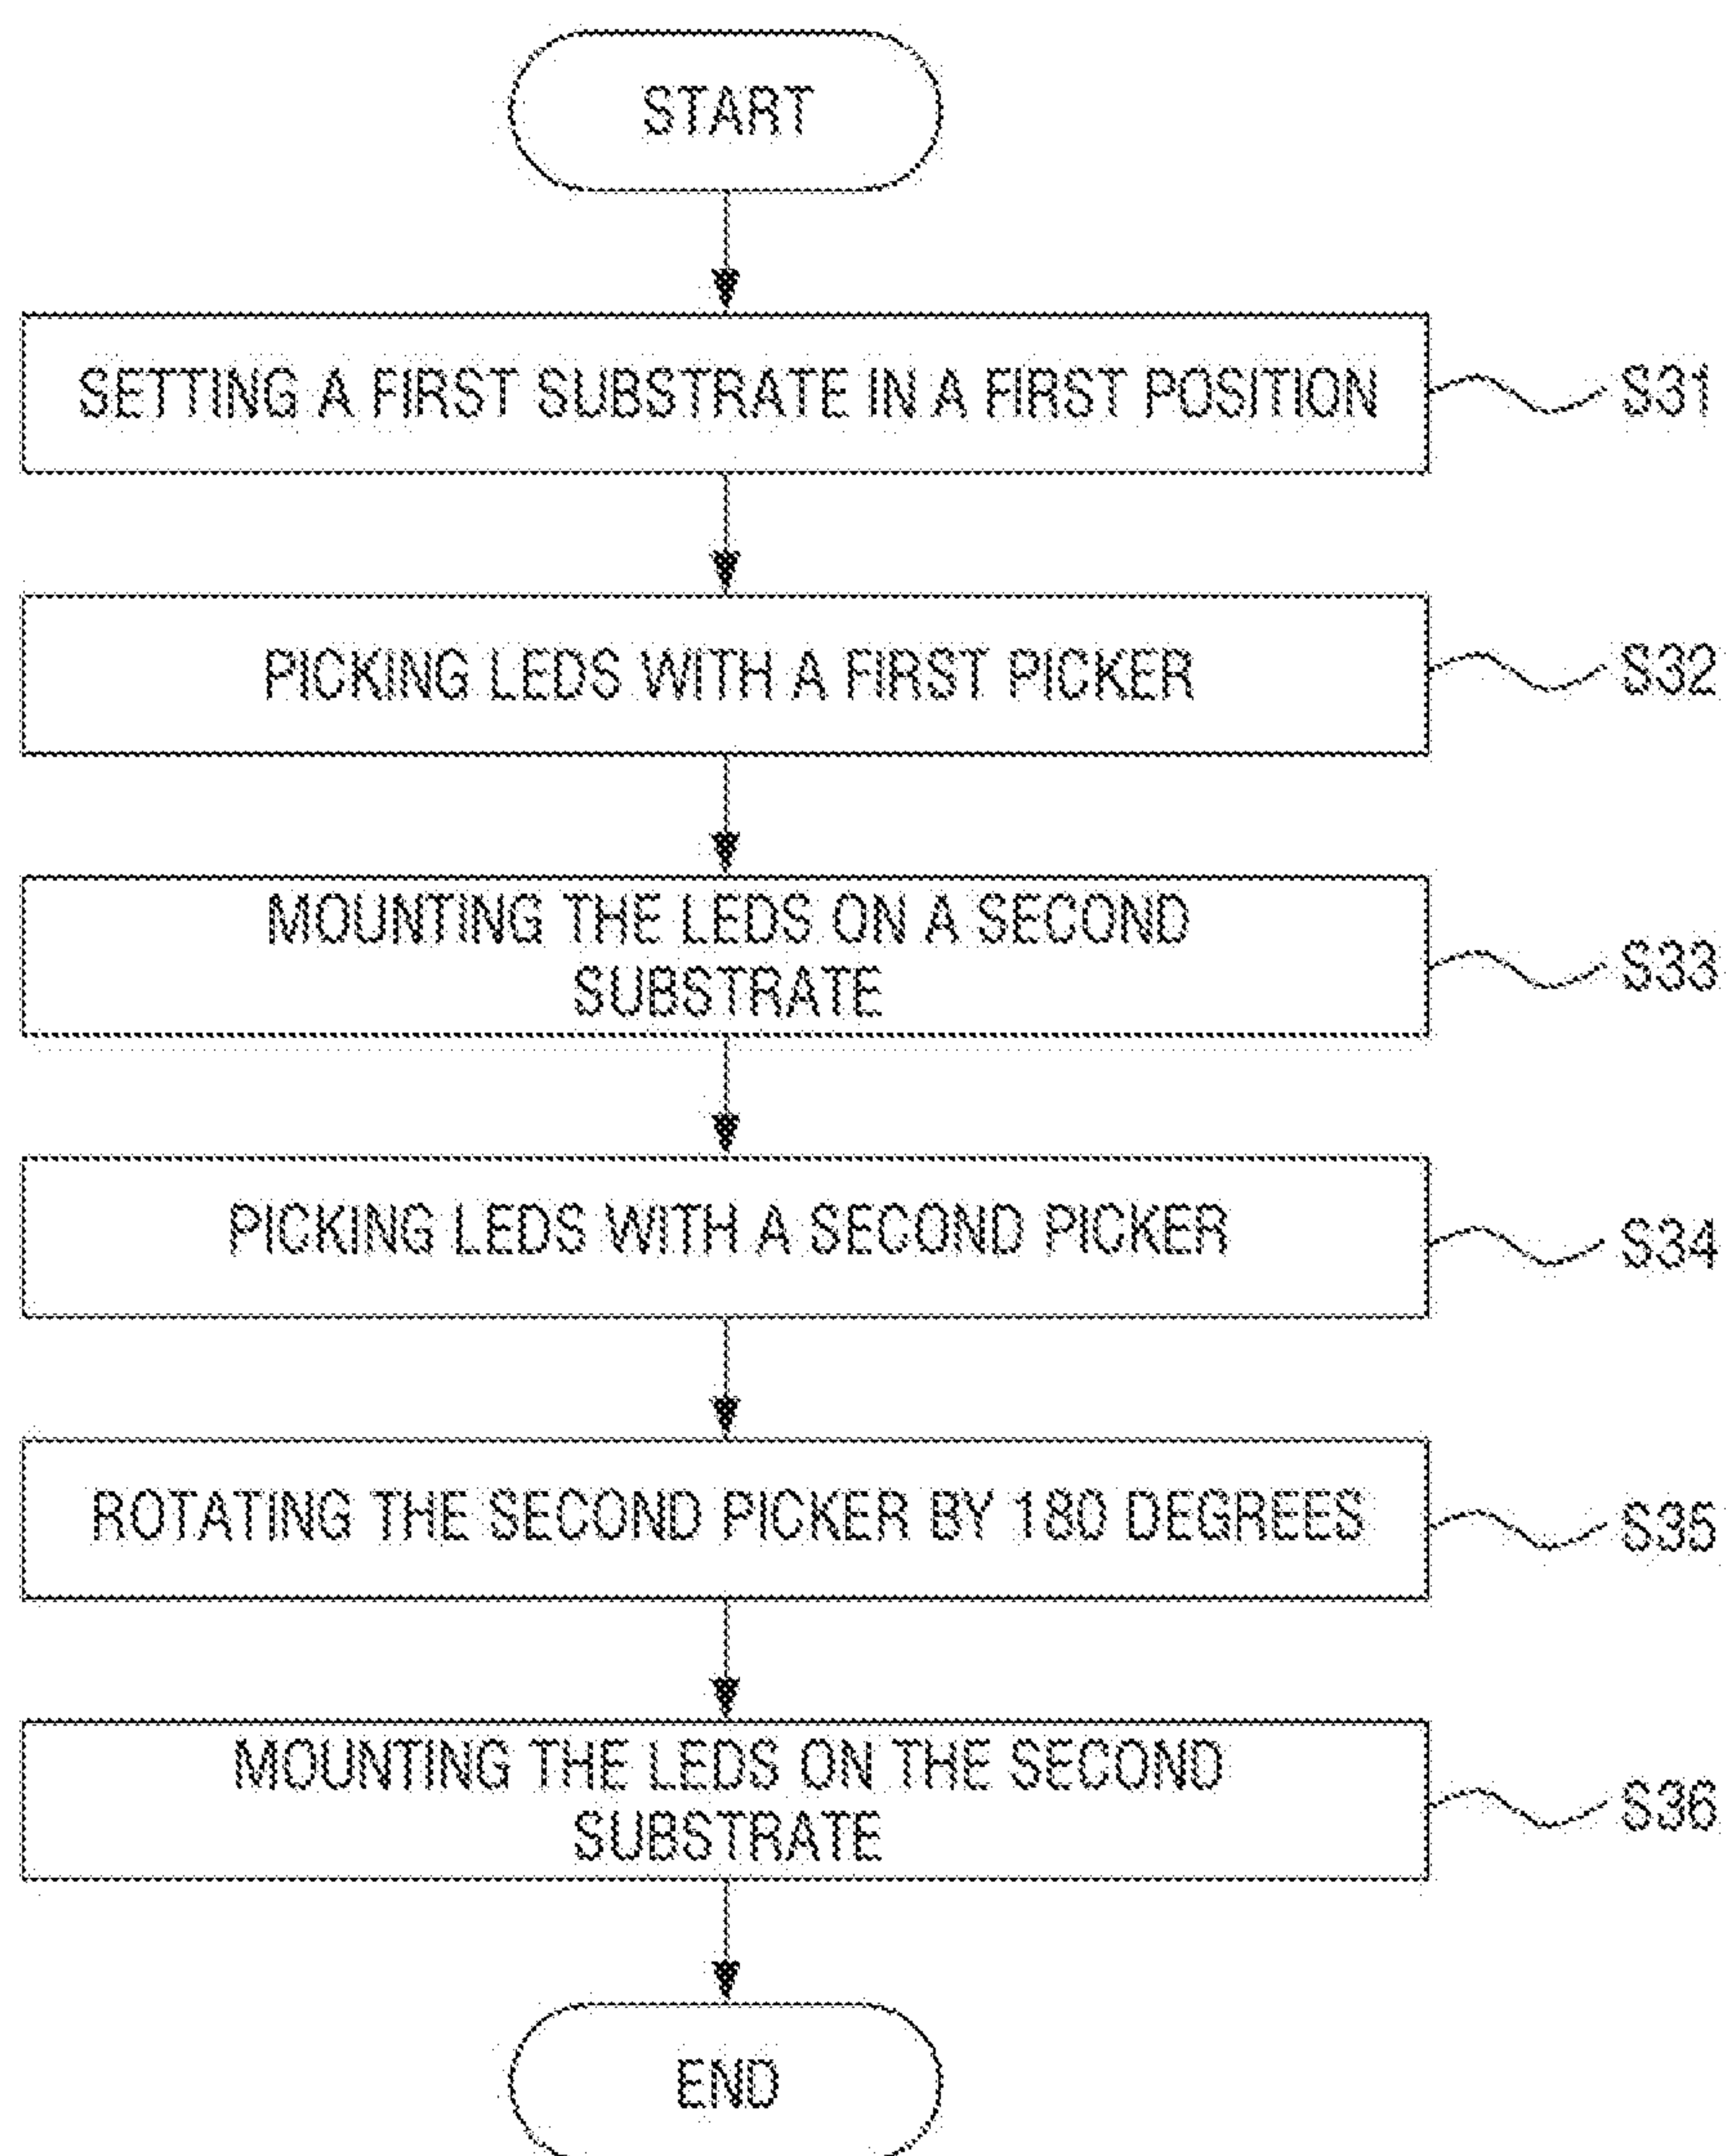 START
SETTING A FIRST SUBSTRATE IN A FIRST POSITION
S31
PICKING LEDS WITH A FIRST PICKER
S32
MOUNTING THE LEDS ON A SECOND
SUBSTRATE
S33
PICKING LEDS WITH A SECOND PICKER
S34
ROTATING THE SECOND PICKER BY 180 DEGREES
S35
MOUNTING THE LEDS ON THE SECOND
SUBSTRATE
S36
END